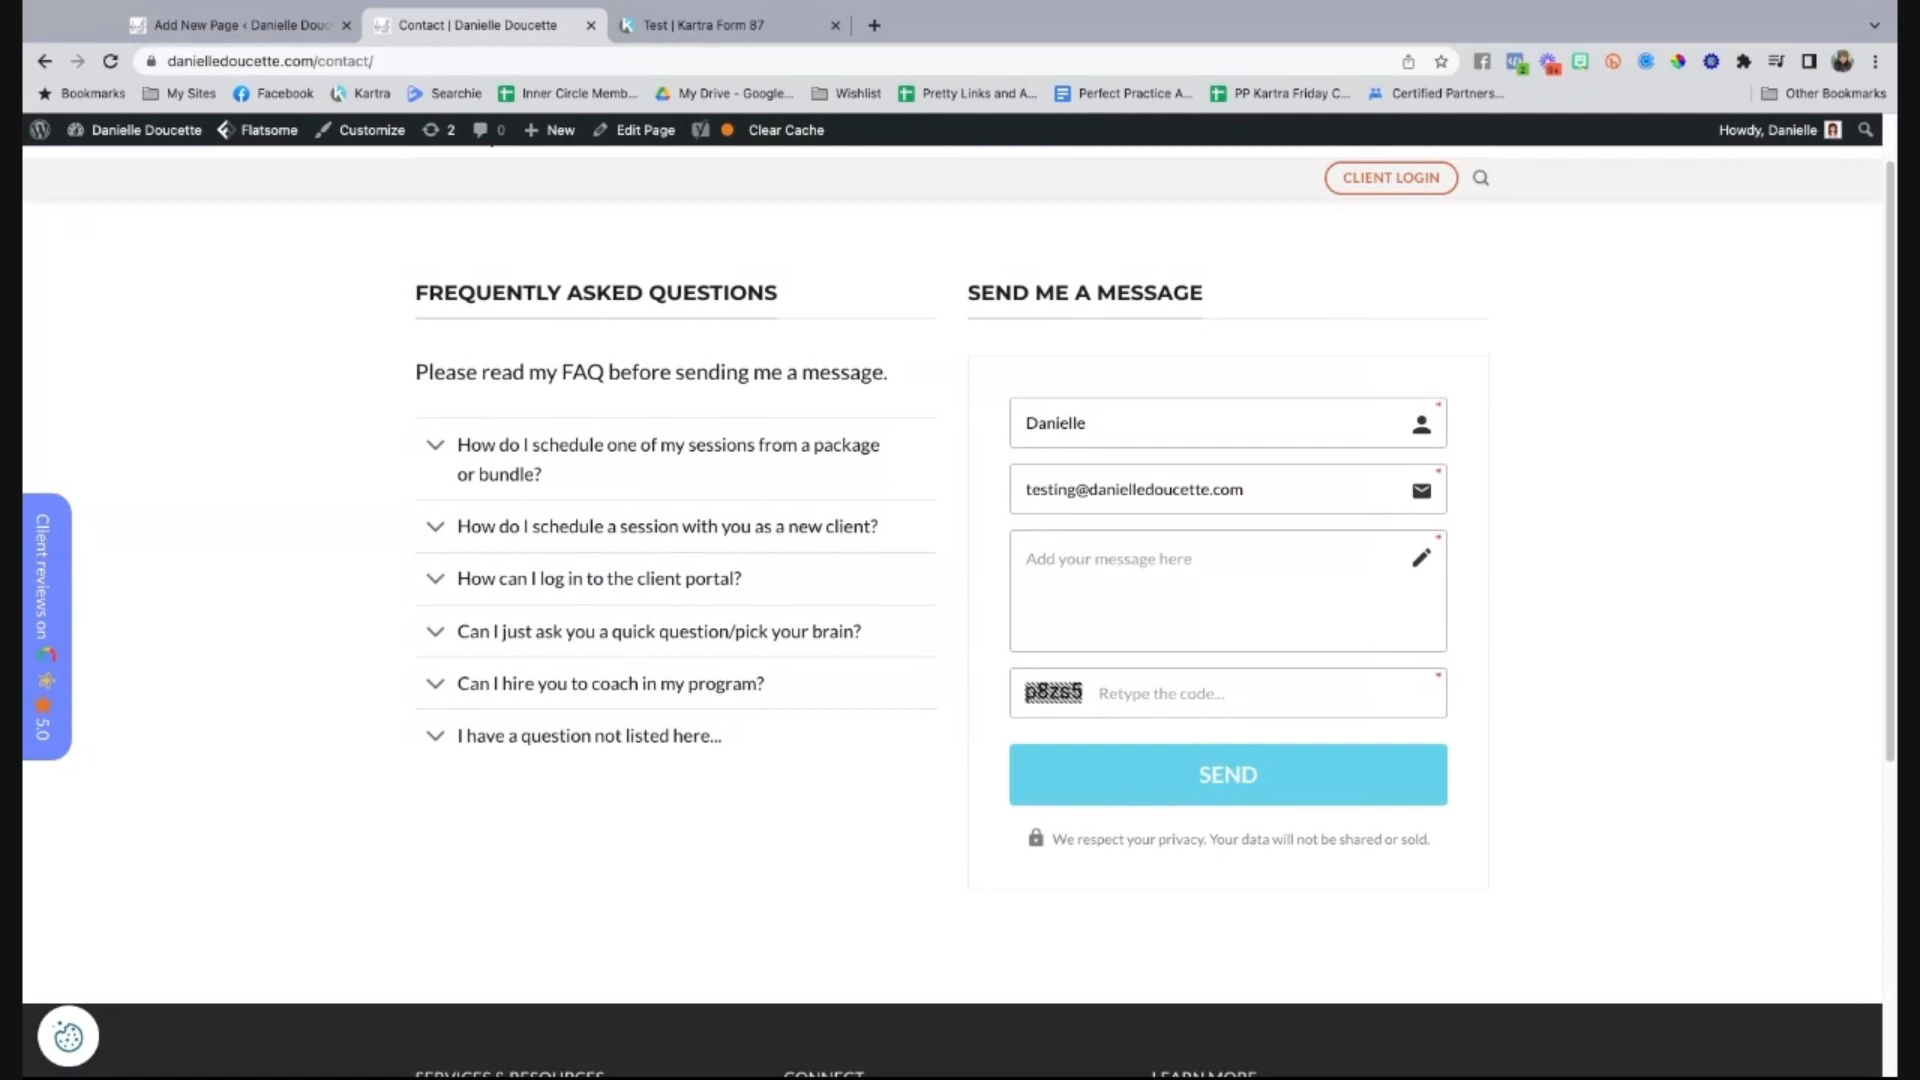 Add New Page < Danielle Douc
Contact | Danielle Doucette
Test | Kartra Form 87
danielledoucette.com/contact/
Bookmarks
My Sites
Facebook
Kartra
Searchie
Inner Circle Memb...
My Drive - Google...
Wishlist
Pretty Links and A...
Perfect Practice A...
PP Kartra Friday C...
Certified Partners...
Other Bookmarks
Danielle Doucette
Flatsome
Customize
2
0
New
Edit Page
Clear Cache
Howdy, Danielle
CLIENT LOGIN
FREQUENTLY ASKED QUESTIONS
Please read my FAQ before sending me a message.
How do I schedule one of my sessions from a package
or bundle?
How do I schedule a session with you as a new client?
How can I log in to the client portal?
Can I just ask you a quick question/pick your brain?
Can I hire you to coach in my program?
I have a question not listed here...
SEND ME A MESSAGE
Danielle
testing@danielledoucette.com
Add your message here
p8zs5 Retype the code...
SEND
We respect your privacy. Your data will not be shared or sold.
Client reviews on 5.0
SERVICES & RESOURCES
CONNECT
LEARN MORE